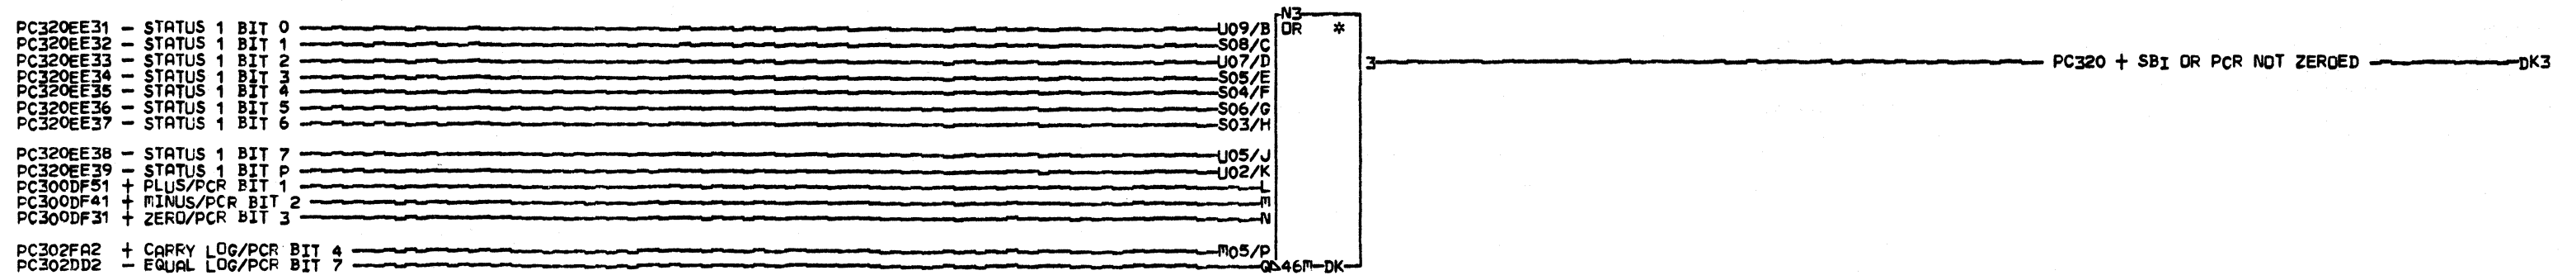 N3
PC320EE31 - STATUS 1 BIT 0 U09/B OR *
PC320EE32 - STATUS 1 BIT 1 S08/C
PC320EE33 - STATUS 1 BIT 2 U07/D 3 PC320 + SBI OR PCR NOT ZEROED DK3
PC320EE34 - STATUS 1 BIT 3 S05/E
PC320EE35 - STATUS 1 BIT 4 S04/F
PC320EE36 - STATUS 1 BIT 5 S06/G
PC320EE37 - STATUS 1 BIT 6 S03/H
PC320EE38 - STATUS 1 BIT 7 U05/J
PC320EE39 - STATUS 1 BIT P U02/K
PC300DF51 + PLUS/PCR BIT 1 L
PC300DF41 + MINUS/PCR BIT 2 M
PC300DF31 + ZERO/PCR BIT 3 N
PC302FA2 + CARRY LOG/PCR BIT 4 M05/P
PC302DD2 - EQUAL LOG/PCR BIT 7 Q 46M-DK